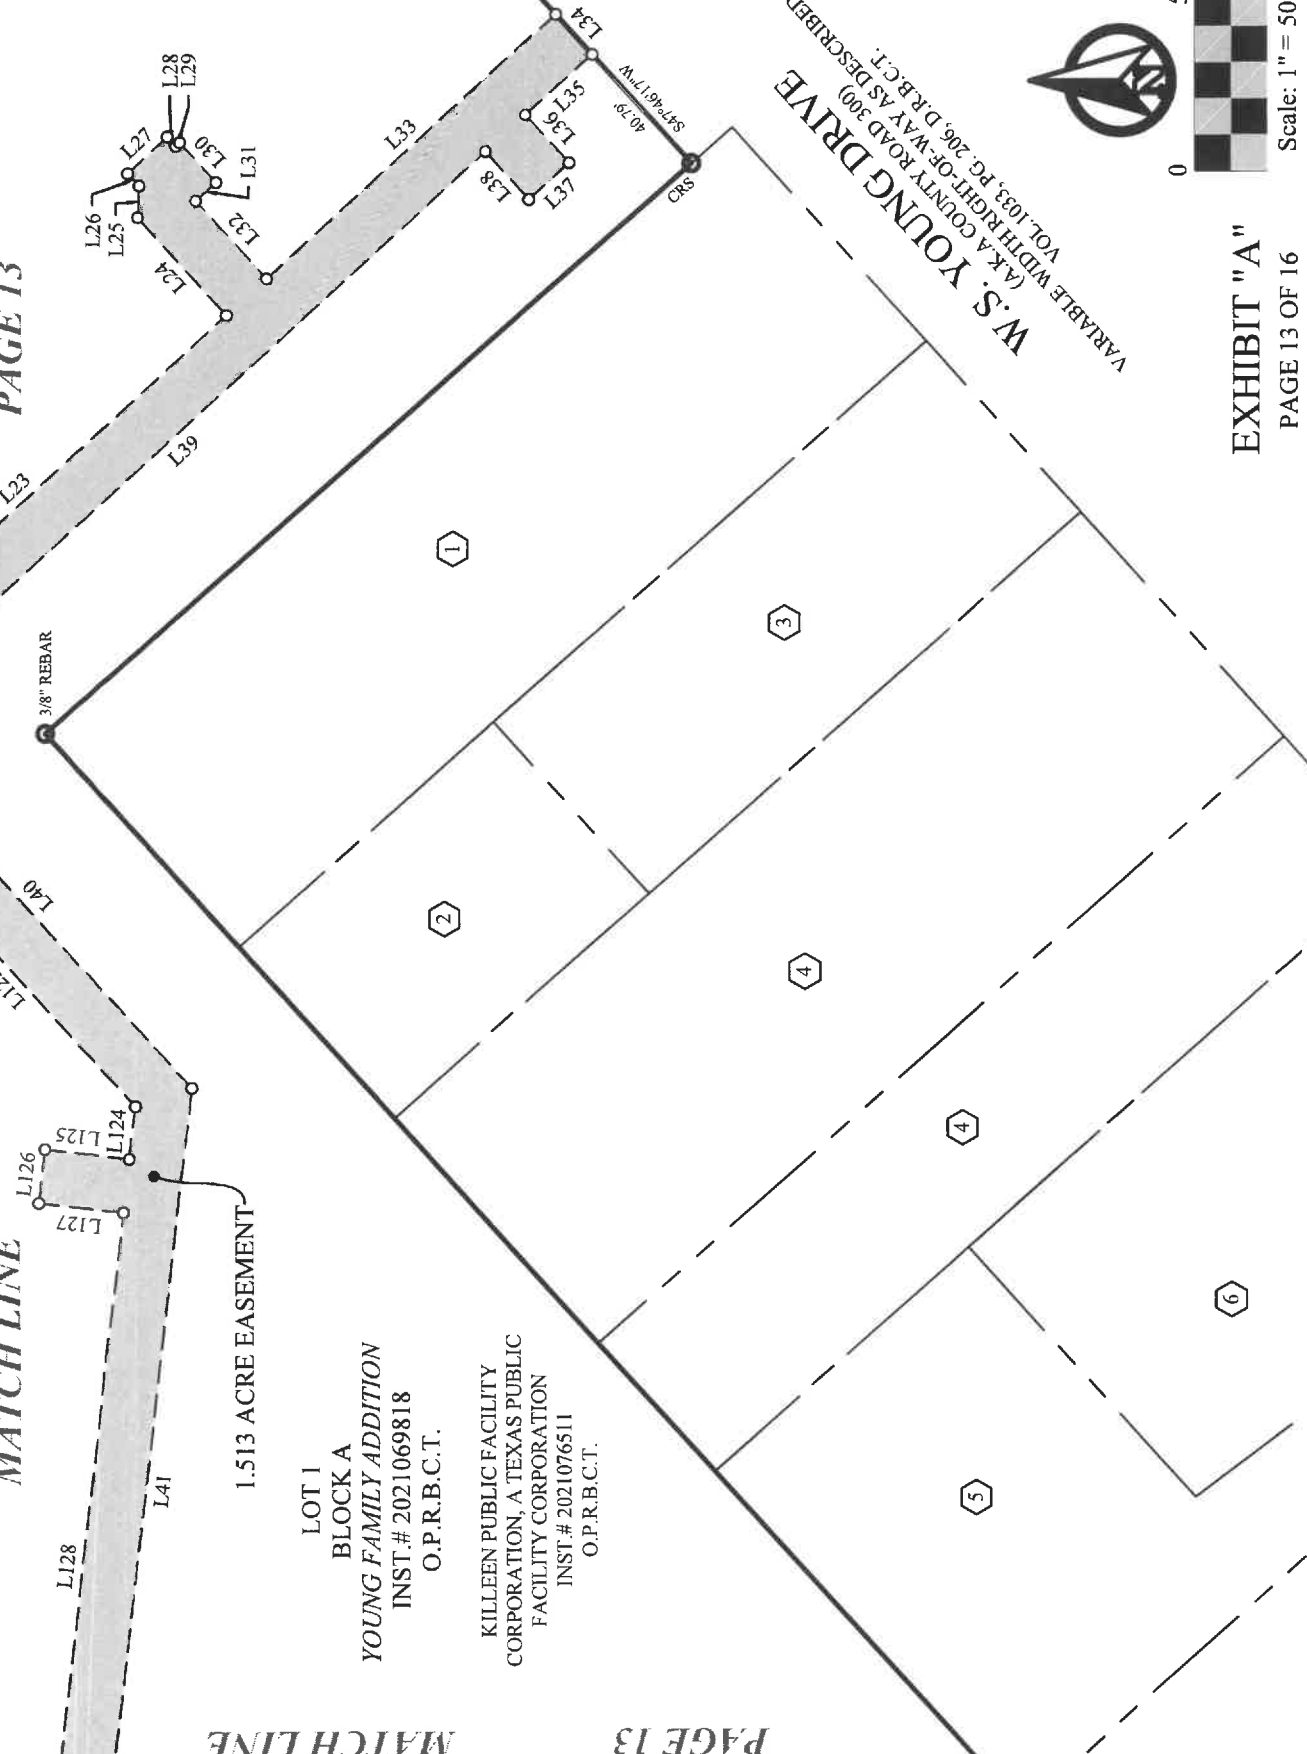 PAGE 13
MATCH LINE
L23
L24
L25
L26
L27
L28
L29
L30
L31
L32
L33
L34
L35
L36
L37
L38
L39
L40
L41
L124
L125
L126
L127
L128
S47°46'17"W
40.79'
CRS
3/8" REBAR
W.S. YOUNG DRIVE
(A.K.A COUNTY ROAD 300)
VARIABLE WIDTH RIGHT-OF-WAY AS DESCRIBED
VOL.1033, PG. 206, D.R.B.C.T.
1.513 ACRE EASEMENT
LOT 1
BLOCK A
YOUNG FAMILY ADDITION
INST.# 2021069818
O.P.R.B.C.T.
KILLEEN PUBLIC FACILITY
CORPORATION, A TEXAS PUBLIC
FACILITY CORPORATION
INST.# 2021076511
O.P.R.B.C.T.
1
2
3
4
4
5
6
MATCH LINE
PAGE 13
N
0
Scale: 1" = 50
EXHIBIT "A"
PAGE 13 OF 16